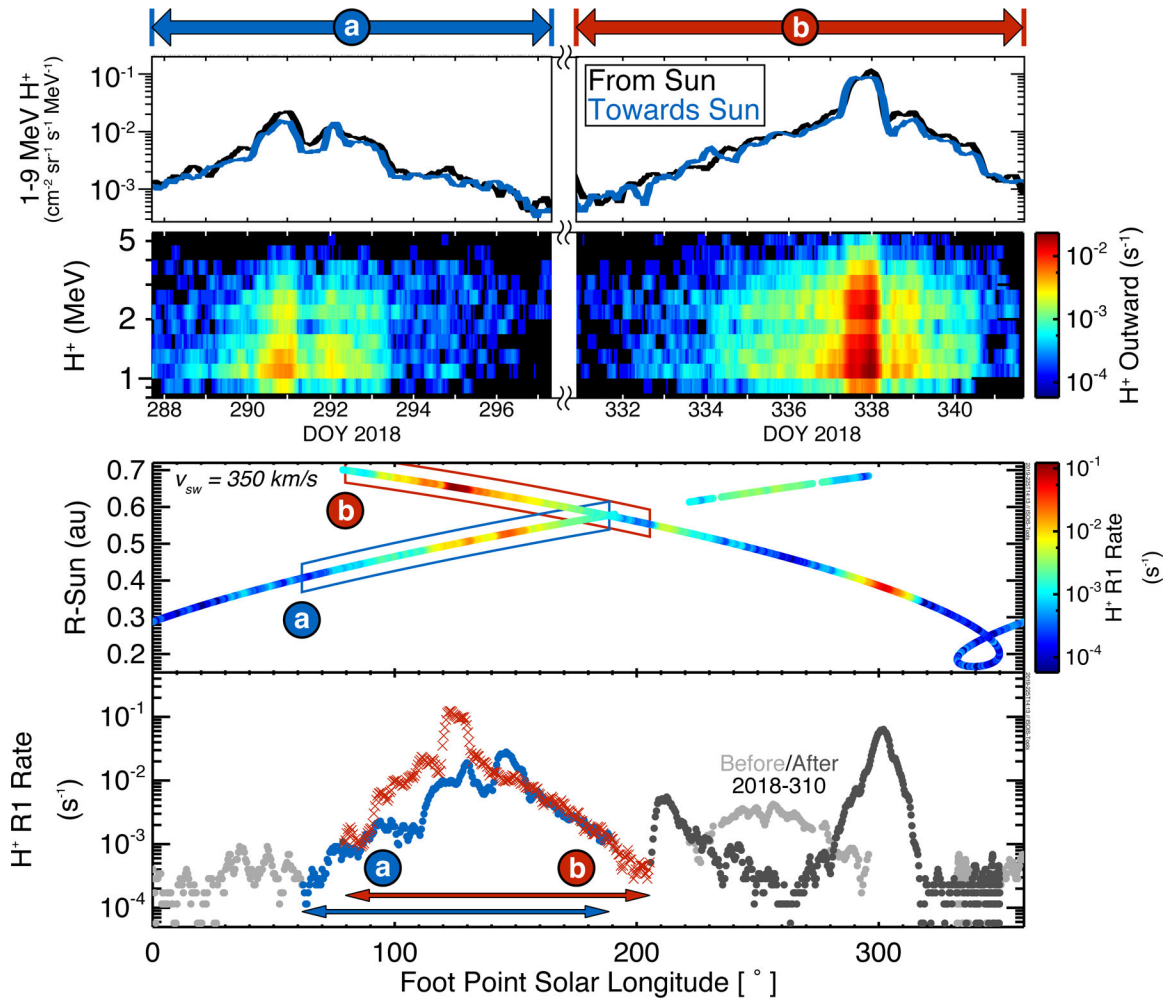 a
b
From Sun
Towards Sun
1-9 MeV H⁺
(cm⁻² sr⁻¹ s⁻¹ MeV⁻¹)
10⁻¹
10⁻²
10⁻³
H⁺ (MeV)
5
2
1
288 290 292 294 296
332 334 336 338 340
DOY 2018
DOY 2018
10⁻²
10⁻³
10⁻⁴
H⁺ Outward (s⁻¹)
v_sw = 350 km/s
b
a
R-Sun (au)
0.7
0.6
0.5
0.4
0.3
0.2
10⁻¹
10⁻²
10⁻³
10⁻⁴
H⁺ R1 Rate
(s⁻¹)
H⁺ R1 Rate
(s⁻¹)
10⁻¹
10⁻²
10⁻³
10⁻⁴
Before/After
2018-310
a
b
0 100 200 300
Foot Point Solar Longitude [ ° ]